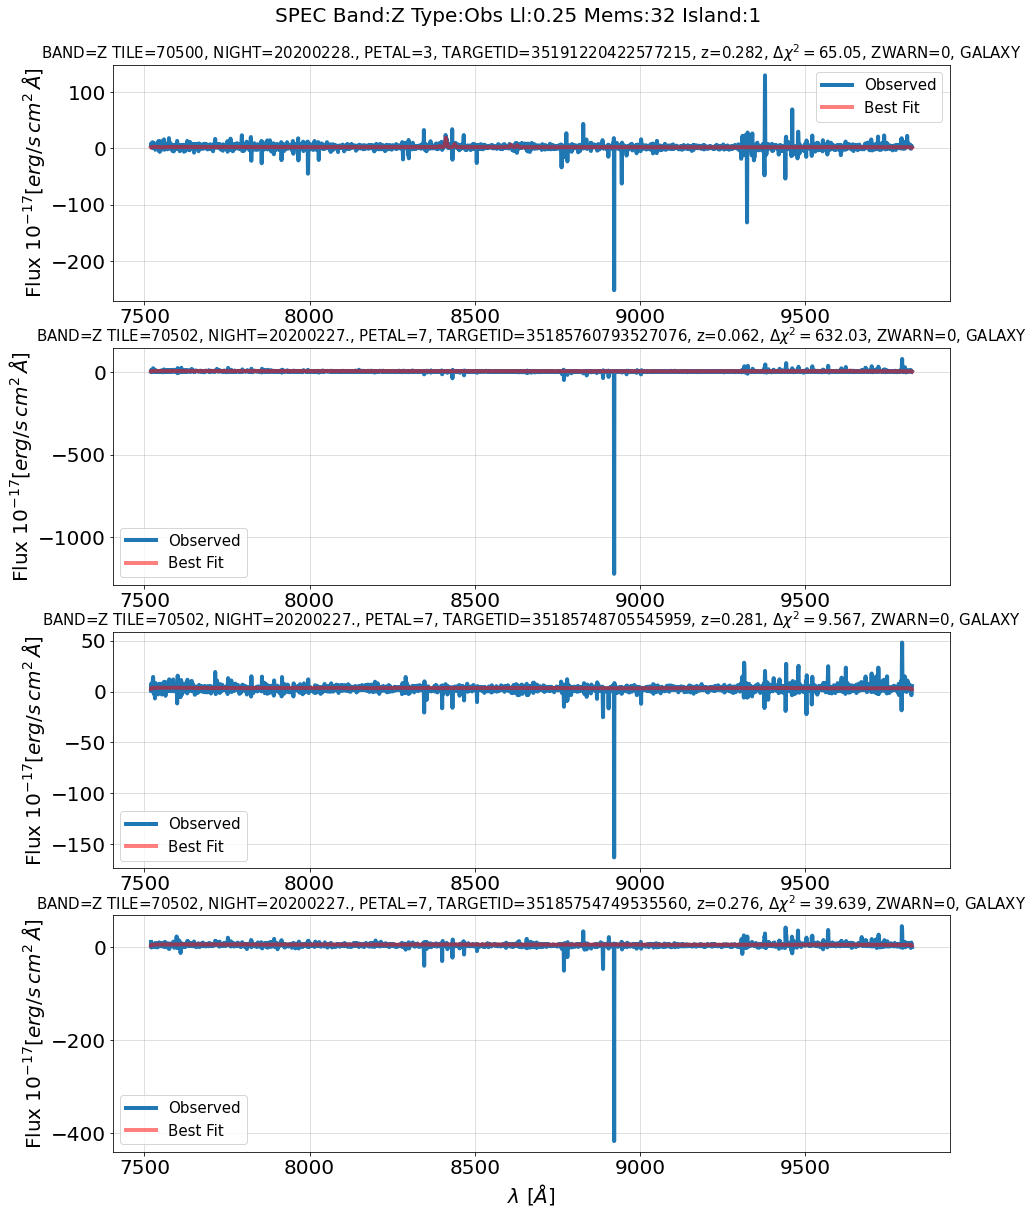 SPEC Band:Z Type:Obs Ll:0.25 Mems:32 Island:1
BAND=Z TILE=70500, NIGHT=20200228., PETAL=3, TARGETID=35191220422577215, z=0.282, Δχ²=65.05, ZWARN=0, GALAXY
100
0
−100
−200
Flux 10⁻¹⁷[erg/s cm² Å]
Observed
Best Fit
7500
8000
8500
9000
9500
BAND=Z TILE=70502, NIGHT=20200227., PETAL=7, TARGETID=35185760793527076, z=0.062, Δχ²=632.03, ZWARN=0, GALAXY
0
−500
−1000
Flux 10⁻¹⁷[erg/s cm² Å]
Observed
Best Fit
7500
8000
8500
9000
9500
BAND=Z TILE=70502, NIGHT=20200227., PETAL=7, TARGETID=35185748705545959, z=0.281, Δχ²=9.567, ZWARN=0, GALAXY
50
0
−50
−100
−150
Flux 10⁻¹⁷[erg/s cm² Å]
Observed
Best Fit
7500
8000
8500
9000
9500
BAND=Z TILE=70502, NIGHT=20200227., PETAL=7, TARGETID=35185754749535560, z=0.276, Δχ²=39.639, ZWARN=0, GALAXY
0
−200
−400
Flux 10⁻¹⁷[erg/s cm² Å]
Observed
Best Fit
7500
8000
8500
9000
9500
λ [Å]